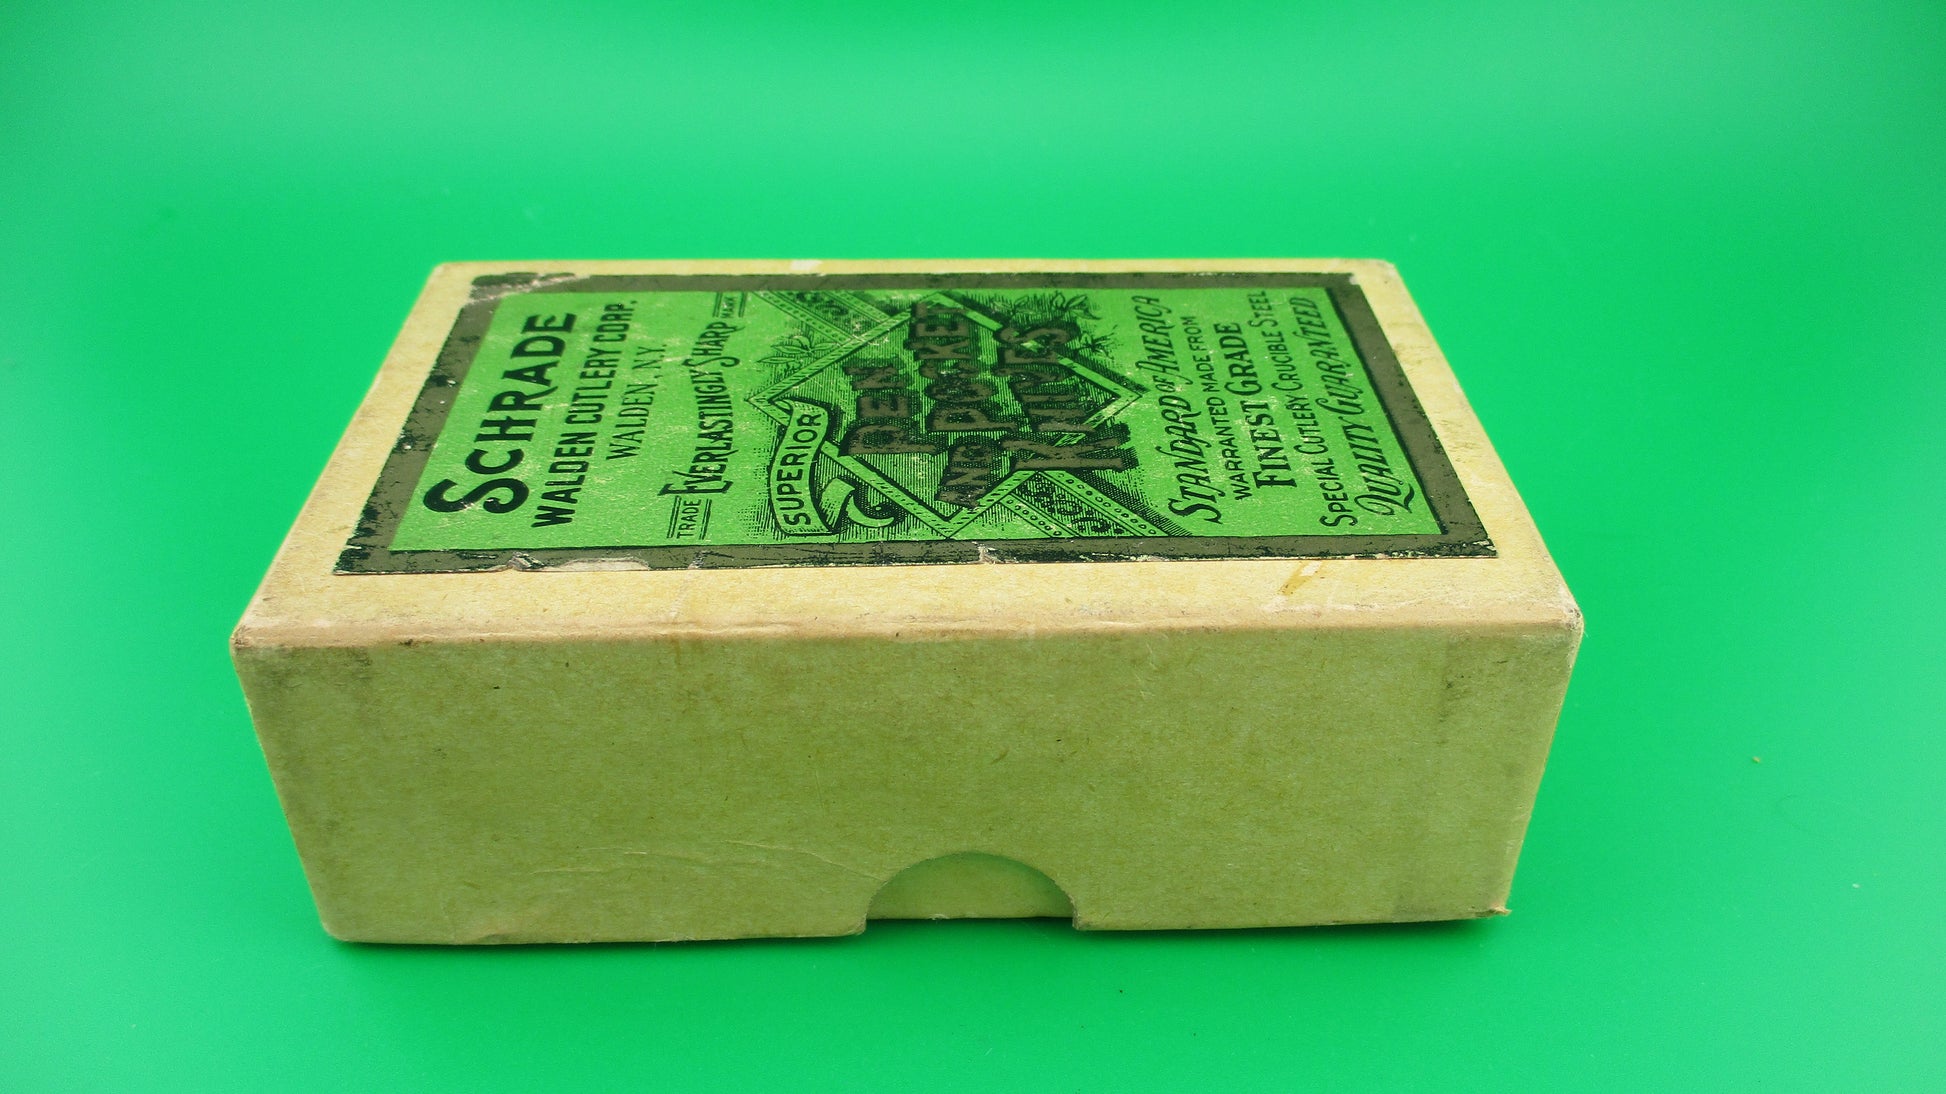 SCHRADE
WALDEN CUTLERY CORP.
WALDEN, N.Y.
TRADE EVERLASTINGLY SHARP MARK
SUPERIOR
PEN
AND POCKET
KNIVES
STANDARD OF AMERICA
WARRANTED MADE FROM
FINEST GRADE
SPECIAL CUTLERY CRUCIBLE STEEL
QUALITY GUARANTEED